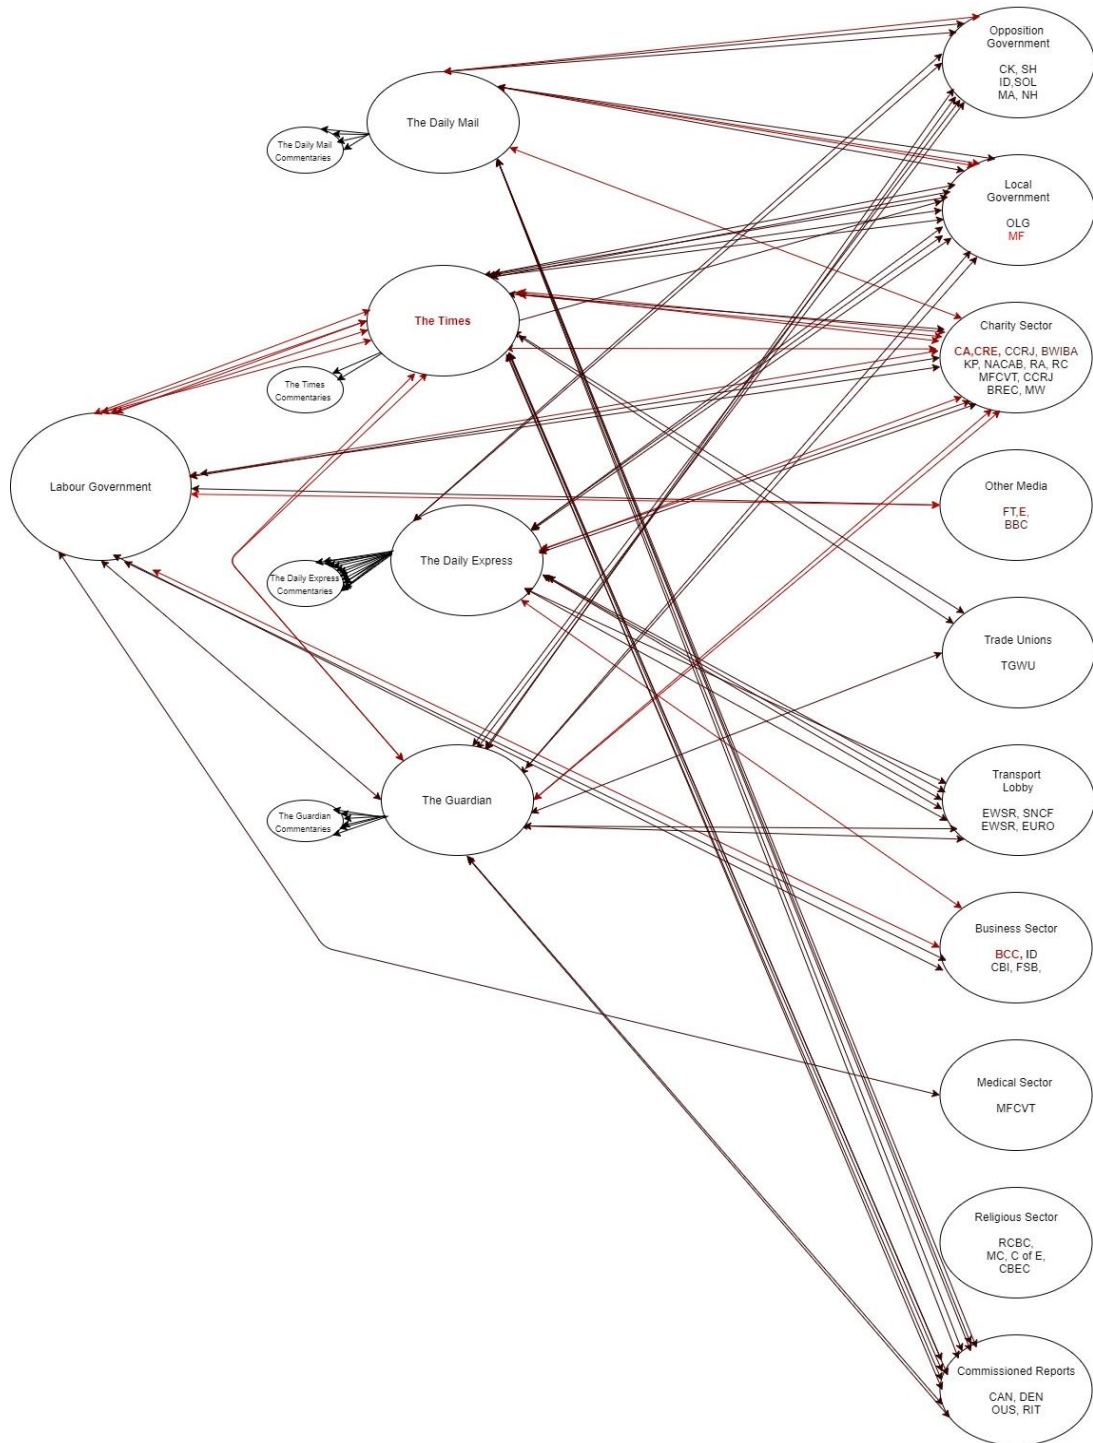 Opposition
Government
CK, SH
ID,SOL
MA, NH
The Daily Mail
The Daily Mail
Commentaries
Local
Government
OLG
MF
The Times
The Times
Commentaries
Charity Sector
CA,CRE, CCRJ, BWIBA
KP, NACAB, RA, RC
MFCVT, CCRJ
BREC, MW
Labour Government
Other Media
FT,E,
BBC
The Daily Express
The Daily Express
Commentaries
Trade Unions
TGWU
The Guardian
The Guardian
Commentaries
Transport
Lobby
EWSR, SNCF
EWSR, EURO
Business Sector
BCC, ID
CBI, FSB,
Medical Sector
MFCVT
Religious Sector
RCBC,
MC, C of E,
CBEC
Commissioned Reports
CAN, DEN
OUS, RIT